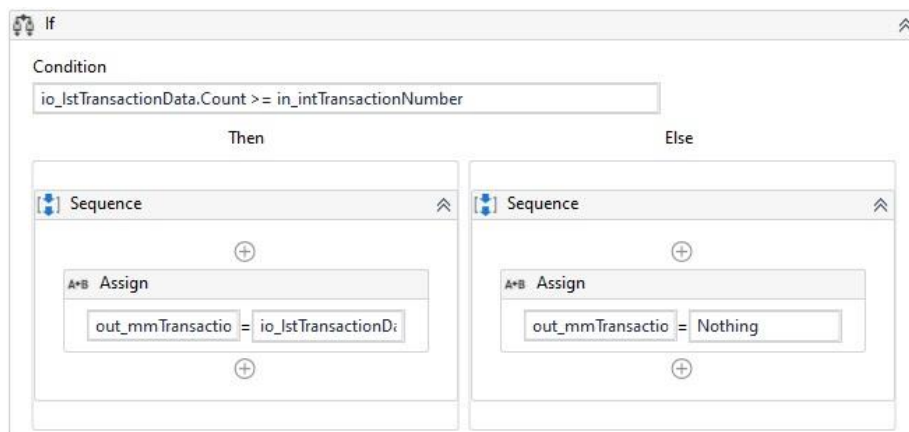 If
Condition
io_lstTransactionData.Count >= in_intTransactionNumber
Then
Else
Sequence
Sequence
A+B Assign
A+B Assign
out_mmTransactio = io_lstTransactionDa
out_mmTransactio = Nothing